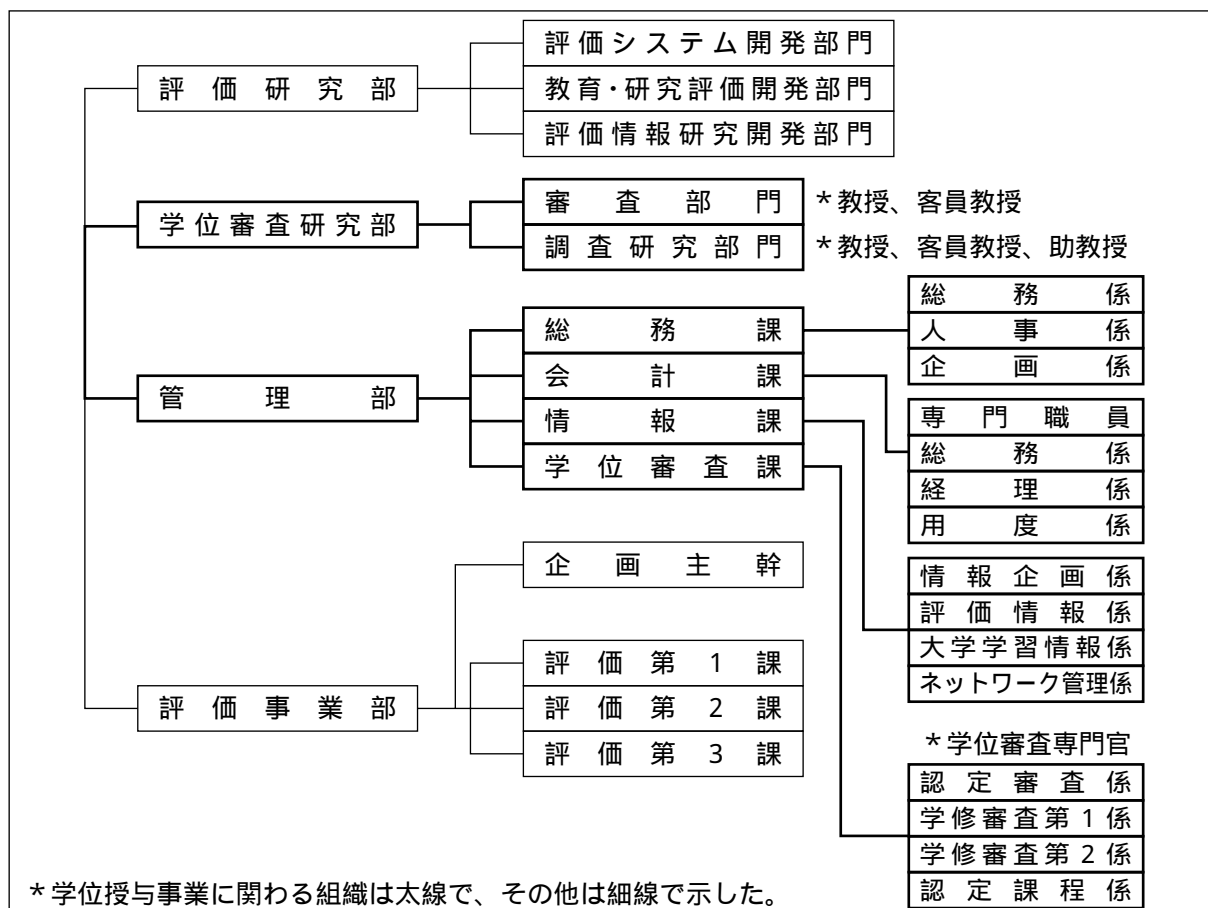 評価研究部
評価システム開発部門
教育・研究評価開発部門
評価情報研究開発部門
学位審査研究部
審査部門
*教授、客員教授
調査研究部門
*教授、客員教授、助教授
管理部
総務課
会計課
情報課
学位審査課
総務係
人事係
企画係
専門職員
総務係
経理係
用度係
情報企画係
評価情報係
大学学習情報係
ネットワーク管理係
*学位審査専門官
認定審査係
学修審査第1係
学修審査第2係
認定課程係
評価事業部
企画主幹
評価第1課
評価第2課
評価第3課
*学位授与事業に関わる組織は太線で、その他は細線で示した。